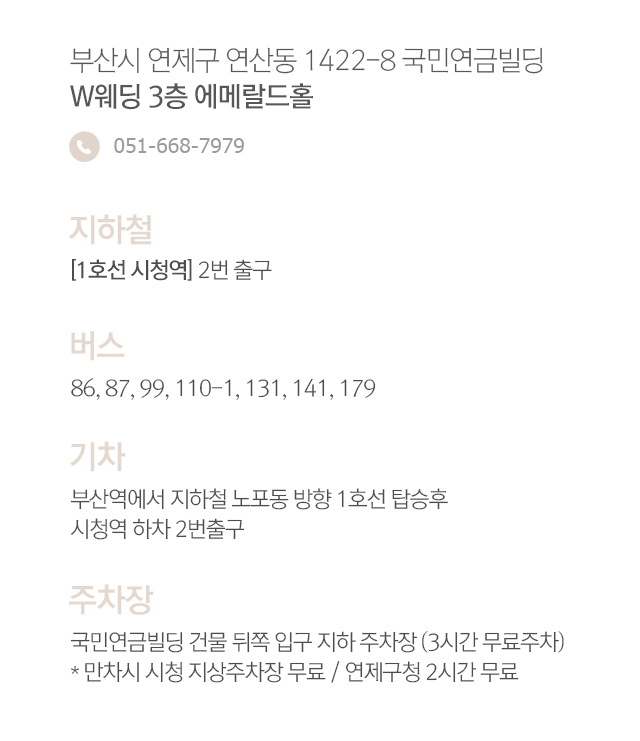 부산시 연제구 연산동 1422-8 국민연금빌딩
W웨딩 3층 에메랄드홀
051-668-7979
지하철
[1호선 시청역] 2번 출구
버스
86, 87, 99, 110-1, 131, 141, 179
기차
부산역에서 지하철 노포동 방향 1호선 탑승후
시청역 하차 2번출구
주차장
국민연금빌딩 건물 뒤쪽 입구 지하 주차장 (3시간 무료주차)
* 만차시 시청 지상주차장 무료 / 연제구청 2시간 무료